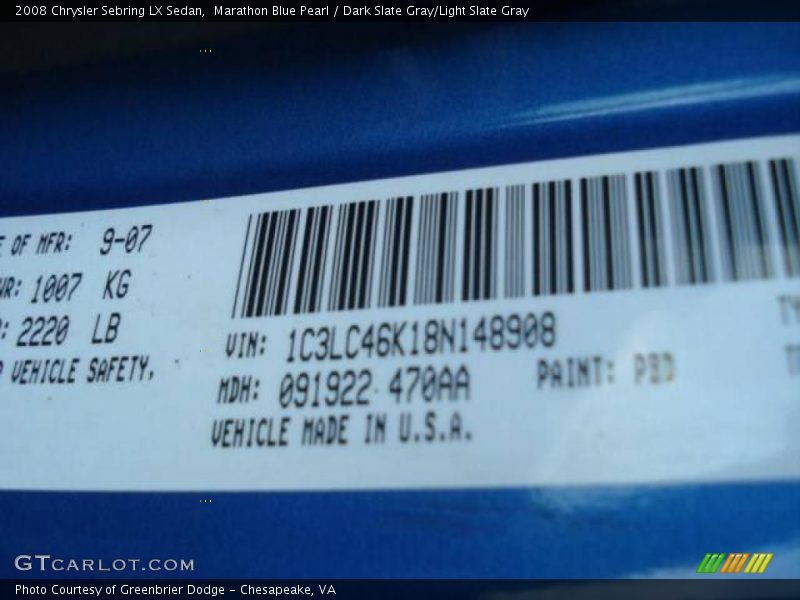 2008 Chrysler Sebring LX Sedan,  Marathon Blue Pearl / Dark Slate Gray/Light Slate Gray
OF MFR: 9-07
1007 KG
2220 LB
VEHICLE SAFETY,
VIN: 1C3LC46K18N148908
MDH: 091922 470AA
PAINT: PBD
VEHICLE MADE IN U.S.A.
GTCARLOT.COM
Photo Courtesy of Greenbrier Dodge - Chesapeake, VA